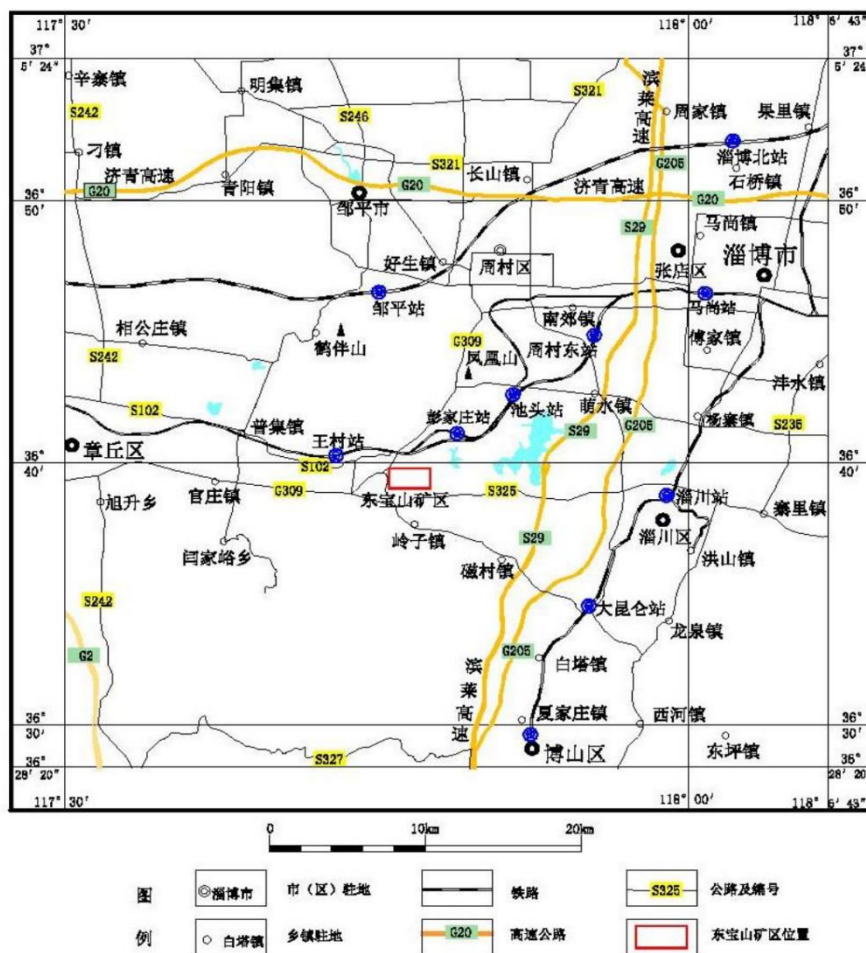 117° 30′
118° 00′
118° 5′ 43″
37°
5′ 24″
辛寨镇
明集镇
S242
S246
S321
滨莱高速
周家镇
果里镇
淄博北站
刁镇
济青高速
G20
青阳镇
S321
G20
长山镇
济青高速
G205
石桥镇
G20
36°
50′
邹平市
S29
马尚镇
好生镇
周村区
张店区
淄博市
邹平站
马尚站
南郊镇
相公庄镇
鹤伴山
G309
凤凰山
周村东站
傅家镇
S242
沣水镇
S102
普集镇
彭家庄站
池头站
萌水镇
杨寨镇
S235
章丘区
王村站
S29
G205
36°
40′
S102
旭升乡
官庄镇
G309
东宝山矿区
S325
淄川站
寨里镇
岭子镇
淄川区
闫家峪乡
S29
磁村镇
洪山镇
S242
大昆仑站
龙泉镇
G2
G205
白塔镇
滨莱高速
夏家庄镇
西河镇
36°
30′
博山区
东坪镇
S327
36°
28′ 20″
117° 30′
118° 00′
118° 5′ 43″
0
10km
20km
图例
淄博市
市（区）驻地
铁路
S325
公路及编号
白塔镇
乡镇驻地
G20
高速公路
东宝山矿区位置